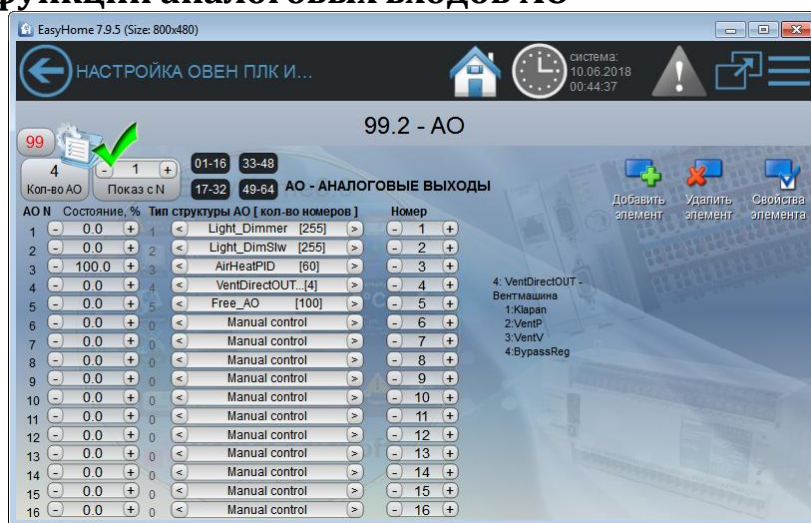 функции аналоговых входов АО
EasyHome 7.9.5 (Size: 800x480)
НАСТРОЙКА ОВЕН ПЛК И...
система:
10.06.2018
00:44:37
99.2 - AO
99
4
Кол-во АО
- 1 +
Показ с N
01-16 33-48
17-32 49-64
АО - АНАЛОГОВЫЕ ВЫХОДЫ
Добавить элемент
Удалить элемент
Свойства элемента
АО N Состояние, % Тип структуры АО [ кол-во номеров ] Номер
1 - 0.0 + 1 < Light_Dimmer [255] > - 1 +
2 - 0.0 + 2 < Light_DimSlw [255] > - 2 +
3 - 100.0 + 3 < AirHeatPID [60] > - 3 +
4 - 0.0 + 4 < VentDirectOUT...[4] > - 4 +
5 - 0.0 + 5 < Free_AO [100] > - 5 +
6 - 0.0 + 0 < Manual control > - 6 +
7 - 0.0 + 0 < Manual control > - 7 +
8 - 0.0 + 0 < Manual control > - 8 +
9 - 0.0 + 0 < Manual control > - 9 +
10 - 0.0 + 0 < Manual control > - 10 +
11 - 0.0 + 0 < Manual control > - 11 +
12 - 0.0 + 0 < Manual control > - 12 +
13 - 0.0 + 0 < Manual control > - 13 +
14 - 0.0 + 0 < Manual control > - 14 +
15 - 0.0 + 0 < Manual control > - 15 +
16 - 0.0 + 0 < Manual control > - 16 +
4: VentDirectOUT -
Вентмашина
1:Klapan
2:VentP
3:VentV
4:BypassReg